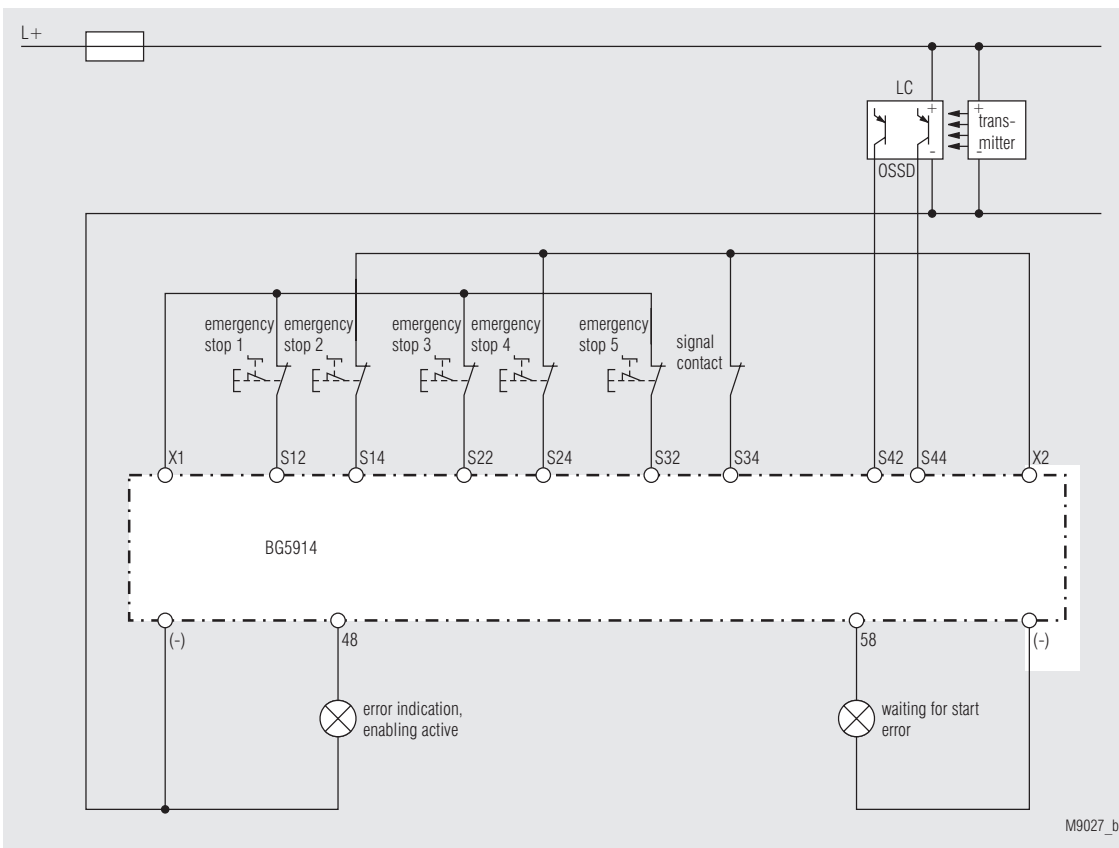 L+
LC
+
+
trans-
mitter
-
-
OSSD
emergency
stop 1
emergency
stop 2
emergency
stop 3
emergency
stop 4
emergency
stop 5
signal
contact
X1
S12
S14
S22
S24
S32
S34
S42
S44
X2
BG5914
(-)
48
58
(-)
error indication,
enabling active
waiting for start
error
M9027_b